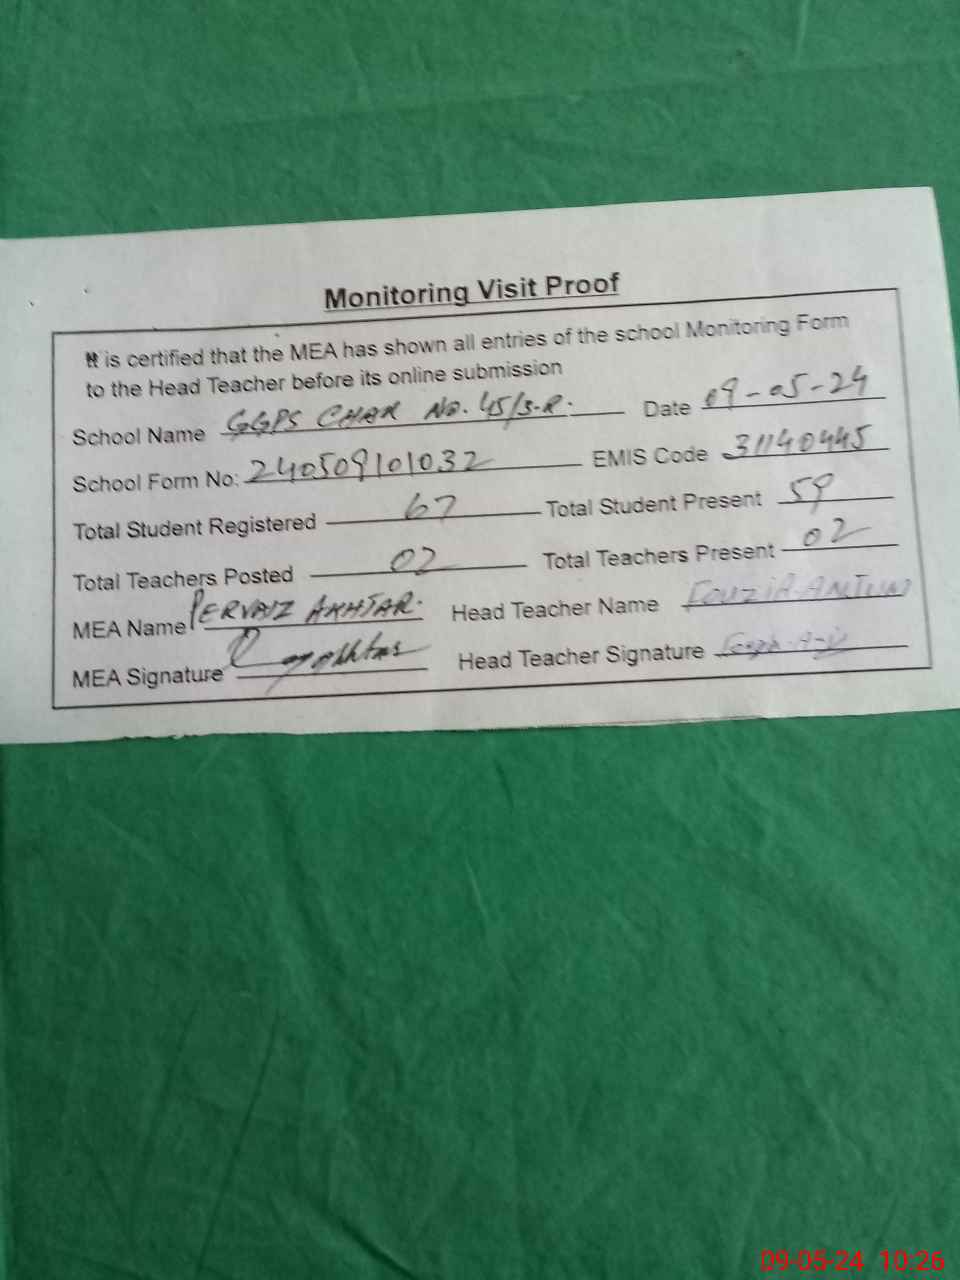 Monitoring Visit Proof
It is certified that the MEA has shown all entries of the school Monitoring Form
to the Head Teacher before its online submission
School Name GGPS CHAK No. 45/3-R. Date 09-05-24
School Form No: 240509101032 EMIS Code 31140445
Total Student Registered 67 Total Student Present 59
Total Teachers Posted 02 Total Teachers Present 02
MEA Name PERVAIZ AKHTAR. Head Teacher Name FOUZIA
MEA Signature Head Teacher Signature
09-05-24 10:26